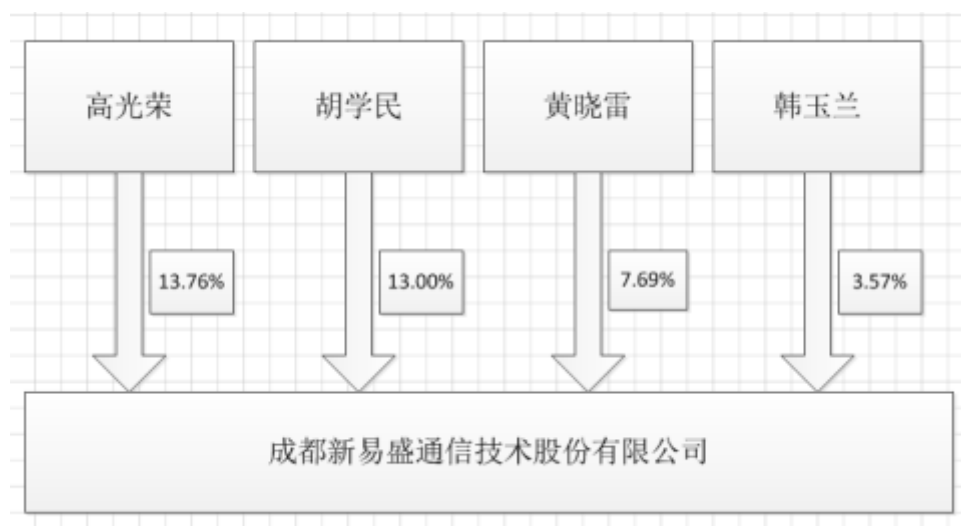 高光荣
胡学民
黄晓雷
韩玉兰
13.76%
13.00%
7.69%
3.57%
成都新易盛通信技术股份有限公司